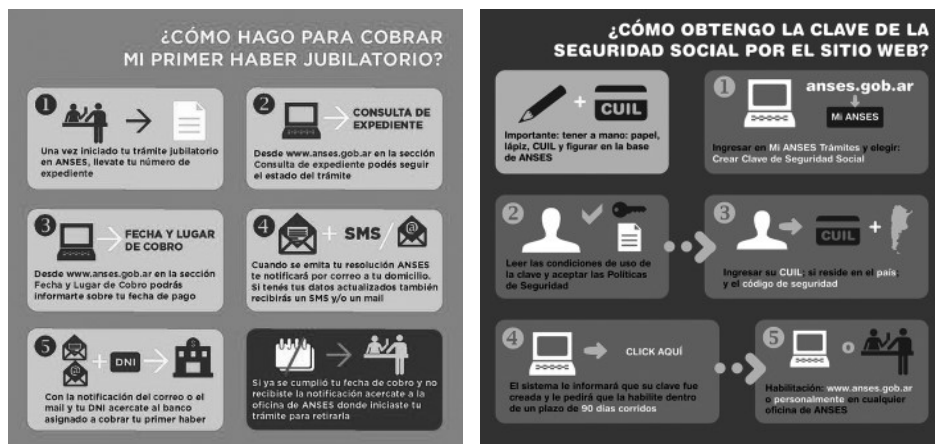 ¿CÓMO HAGO PARA COBRAR
MI PRIMER HABER JUBILATORIO?
1
Una vez iniciado tu trámite jubilatorio
en ANSES, llevate tu número de
expediente
2
CONSULTA DE
EXPEDIENTE
Desde www.anses.gob.ar en la sección
Consulta de expediente podés seguir
el estado del trámite
3
FECHA Y LUGAR
DE COBRO
Desde www.anses.gob.ar en la sección
Fecha y Lugar de Cobro podrás
informarte sobre tu fecha de pago
4
+ SMS /
@
Cuando se emita tu resolución ANSES
te notificará por correo a tu domicilio.
Si tenés tus datos actualizados también
recibirás un SMS y/o un mail
5
@
+ DNI
$
Con la notificación del correo o el
mail y tu DNI acercate al banco
asignado a cobrar tu primer haber
Si ya se cumplió tu fecha de cobro y no
recibiste la notificación acercate a la
oficina de ANSES donde iniciaste tu
trámite para retirarla
¿CÓMO OBTENGO LA CLAVE DE LA
SEGURIDAD SOCIAL POR EL SITIO WEB?
+ CUIL
Importante: tener a mano: papel,
lápiz, CUIL y figurar en la base
de ANSES
1
anses.gob.ar
Mi ANSES
Ingresar en Mi ANSES Trámites y elegir:
Crear Clave de Seguridad Social
2
Leer las condiciones de uso de
la clave y aceptar las Políticas
de Seguridad
3
CUIL +
Ingresar su CUIL; si reside en el país;
y el código de seguridad
4
CLICK AQUÍ
El sistema le informará que su clave fue
creada y le pedirá que la habilite dentro
de un plazo de 90 días corridos
5
o
Habilitación: www.anses.gob.ar
o personalmente en cualquier
oficina de ANSES